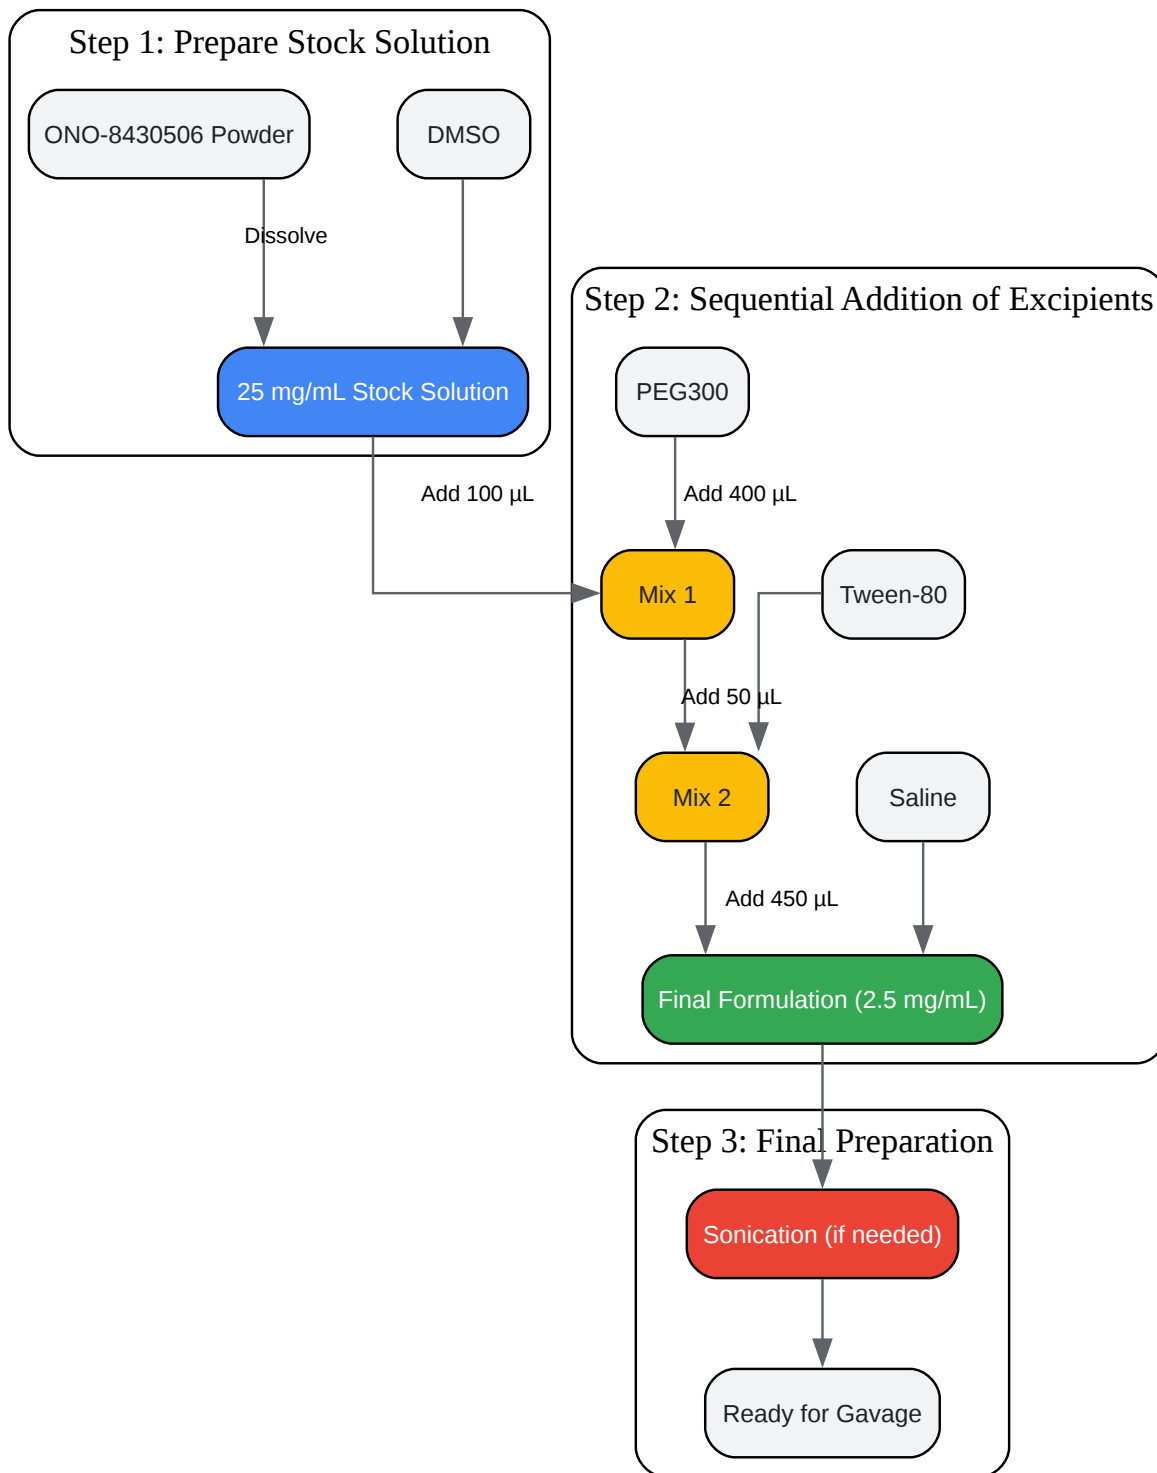 Step 1: Prepare Stock Solution
ONO-8430506 Powder
DMSO
Dissolve
25 mg/mL Stock Solution
Add 100 µL
Step 2: Sequential Addition of Excipients
PEG300
Add 400 µL
Mix 1
Tween-80
Add 50 µL
Mix 2
Saline
Add 450 µL
Final Formulation (2.5 mg/mL)
Step 3: Final Preparation
Sonication (if needed)
Ready for Gavage